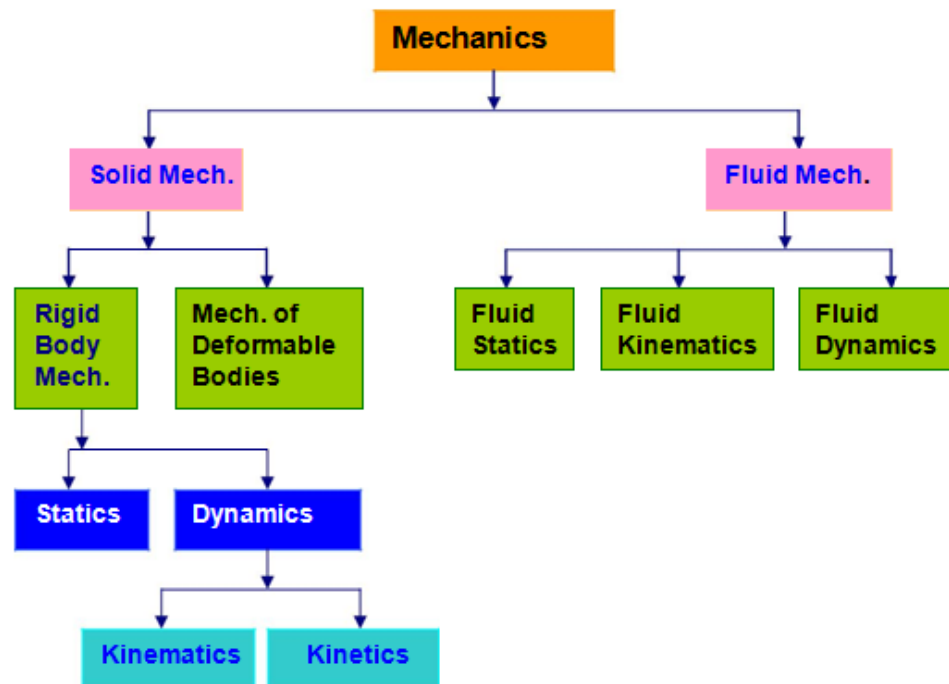 Mechanics
Solid Mech.
Fluid Mech.
Rigid
Body
Mech.
Mech. of
Deformable
Bodies
Fluid
Statics
Fluid
Kinematics
Fluid
Dynamics
Statics
Dynamics
Kinematics
Kinetics